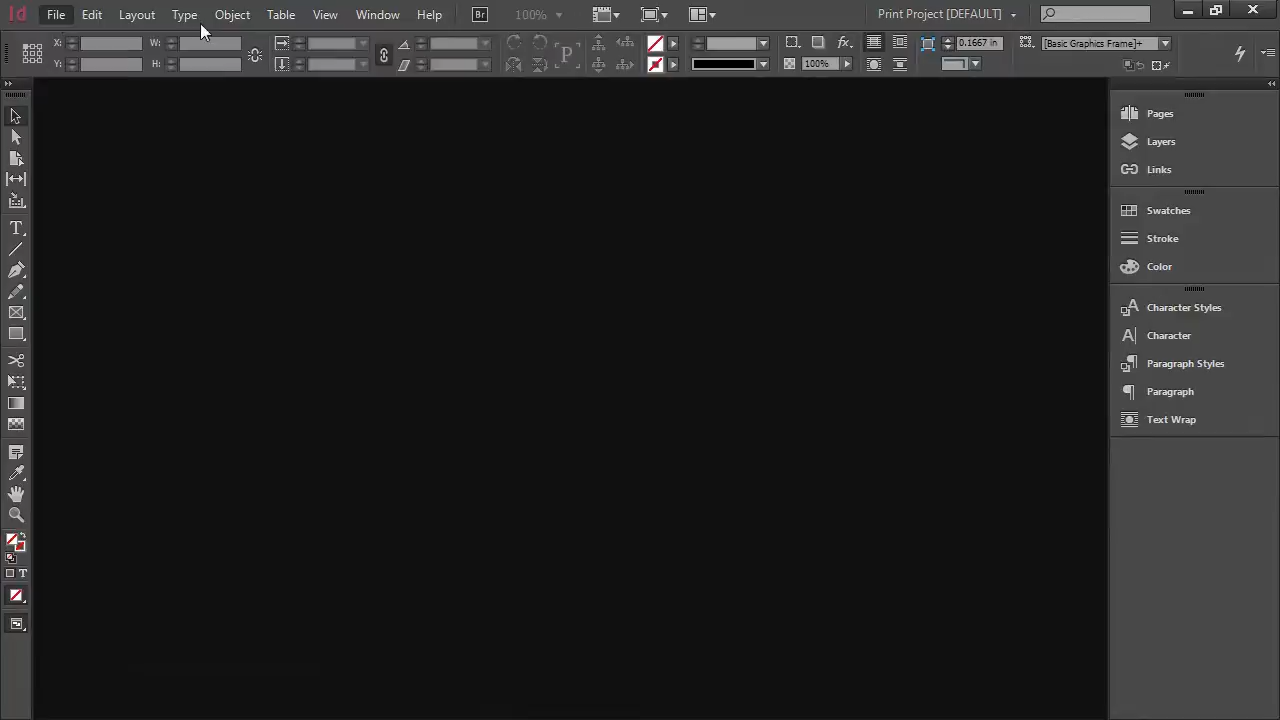 Id File Edit Layout Type Object Table View Window Help Br 100% Print Project [DEFAULT]
X: W: P 0.1667 in [Basic Graphics Frame]+
Y: H: 100%
fx
Pages
Layers
Links
Swatches
Stroke
Color
Character Styles
Character
Paragraph Styles
Paragraph
Text Wrap
T
T